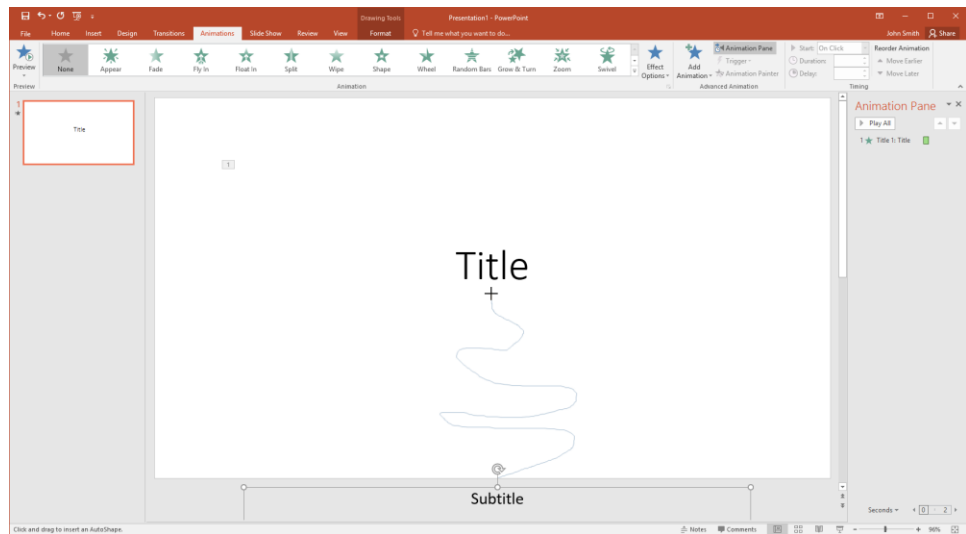 Drawing Tools
Presentation1 - PowerPoint
File Home Insert Design Transitions Animations Slide Show Review View Format Tell me what you want to do... John Smith Share
Preview None Appear Fade Fly In Float In Split Wipe Shape Wheel Random Bars Grow & Turn Zoom Swivel Effect Options Add Animation Animation Pane Trigger Animation Painter Start: On Click Duration: Delay: Reorder Animation Move Earlier Move Later
Preview Animation Advanced Animation Timing
1
Title
1
Title
Subtitle
Animation Pane
Play All
1 Title 1: Title
Seconds 0 2
Click and drag to insert an AutoShape. Notes Comments 96%